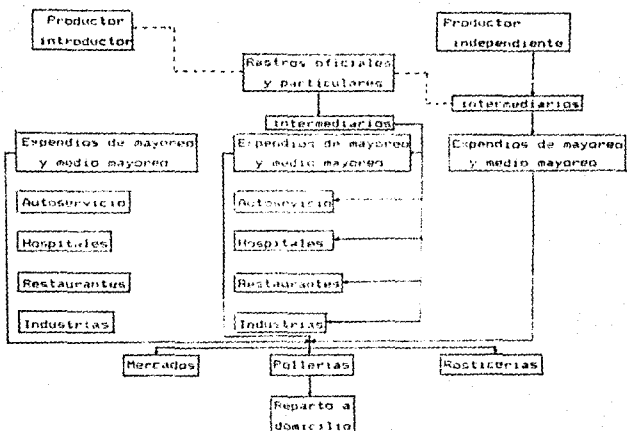 Productor
introductor
Productor
independiente
Rastros oficiales
y particulares
intermediarios
intermediarios
Expendios de mayoreo
y medio mayoreo
Expendios de mayoreo
y medio mayoreo
Expendios de mayoreo
y medio mayoreo
Autoservicio
Autoservicio
Hospitales
Hospitales
Restaurantes
Restaurantes
Industrias
Industrias
Mercados
Pollerias
Rosticerias
Reparto a
domicilio